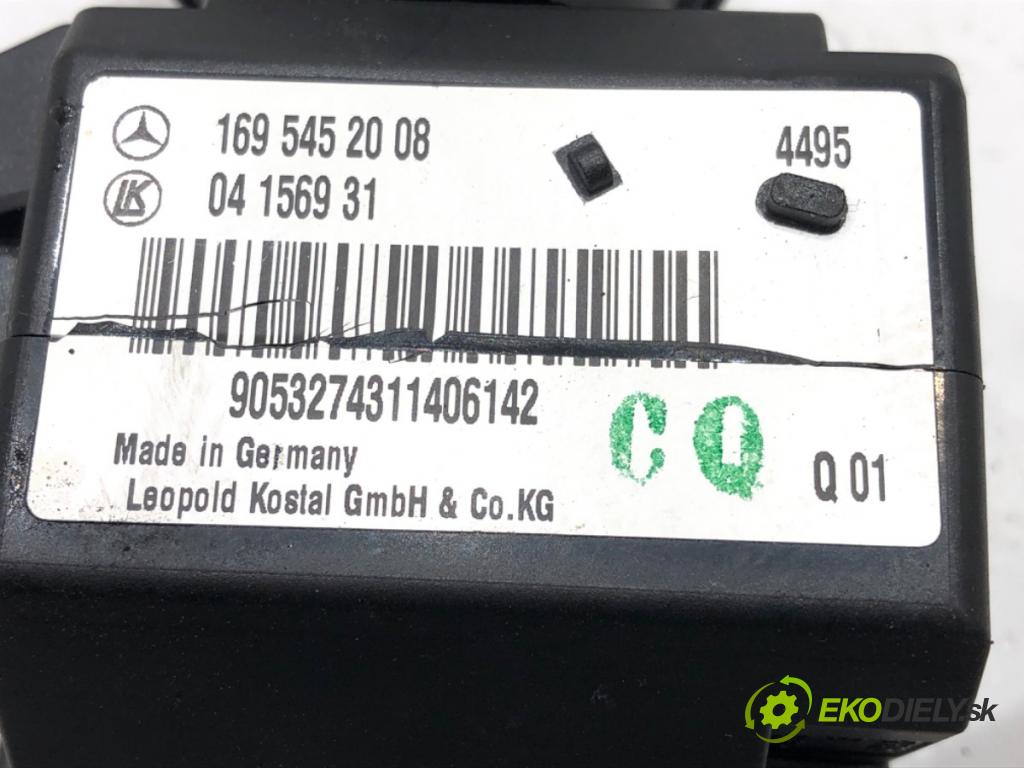 169 545 20 08
4495
LK
04 1569 31
9053274311406142
CQ
Made in Germany
Q 01
Leopold Kostal GmbH & Co.KG
EKODIELY.sk